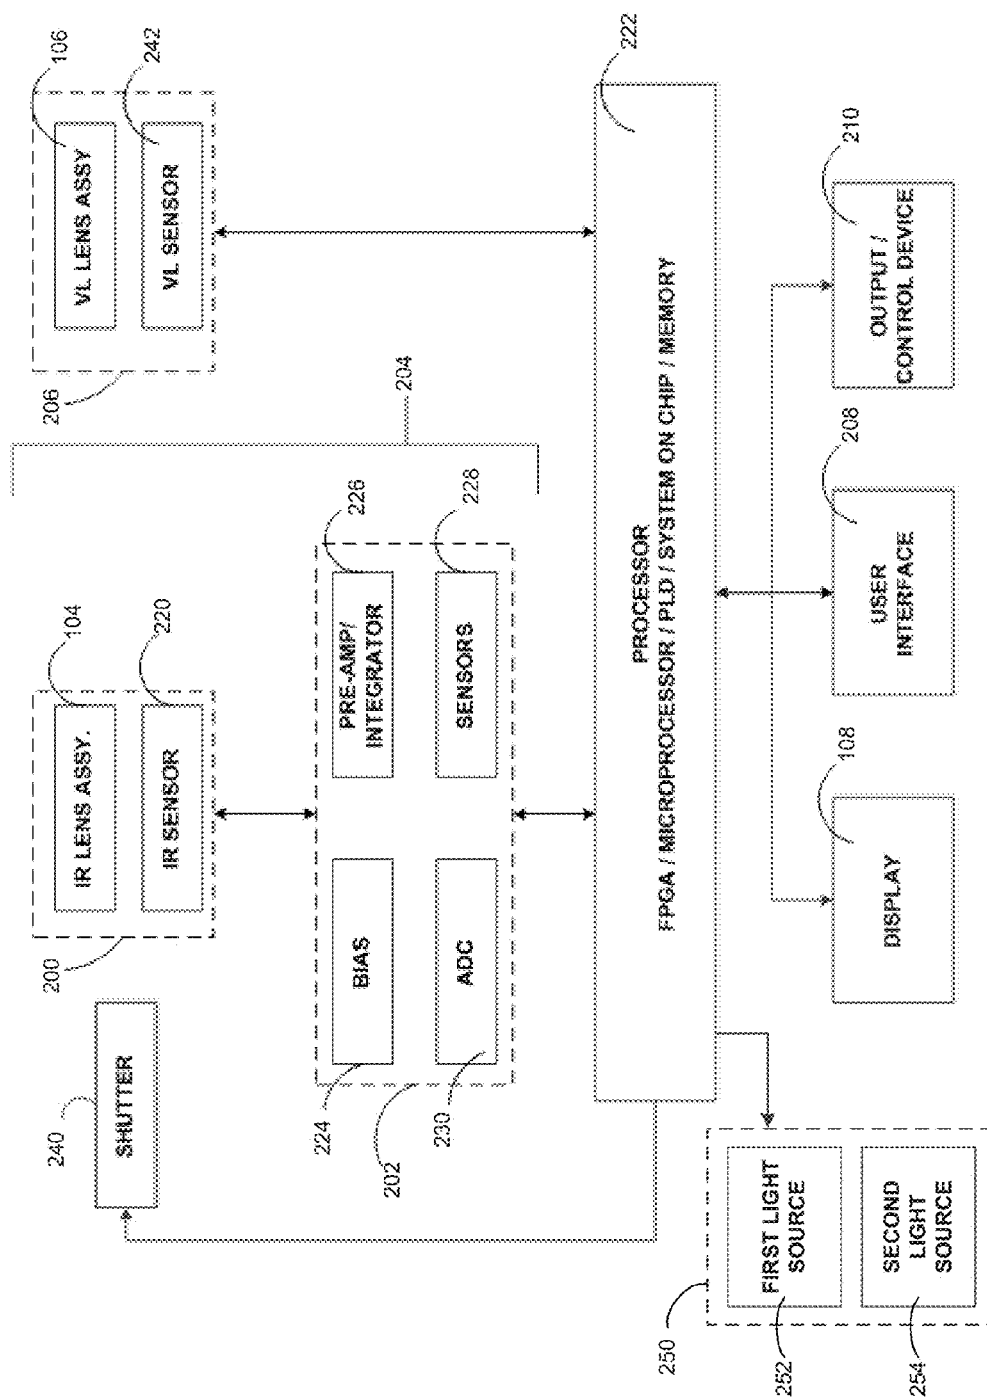 240
SHUTTER
200
IR LENS ASSY.
104
IR SENSOR
220
206
VL LENS ASSY
106
VL SENSOR
242
204
224
BIAS
PRE-AMP/
INTEGRATOR
226
202
230
ADC
SENSORS
228
PROCESSOR
FPGA / MICROPROCESSOR / PLD / SYSTEM ON CHIP / MEMORY
222
250
FIRST LIGHT
SOURCE
252
SECOND
LIGHT
SOURCE
254
DISPLAY
108
USER
INTERFACE
208
OUTPUT /
CONTROL DEVICE
210